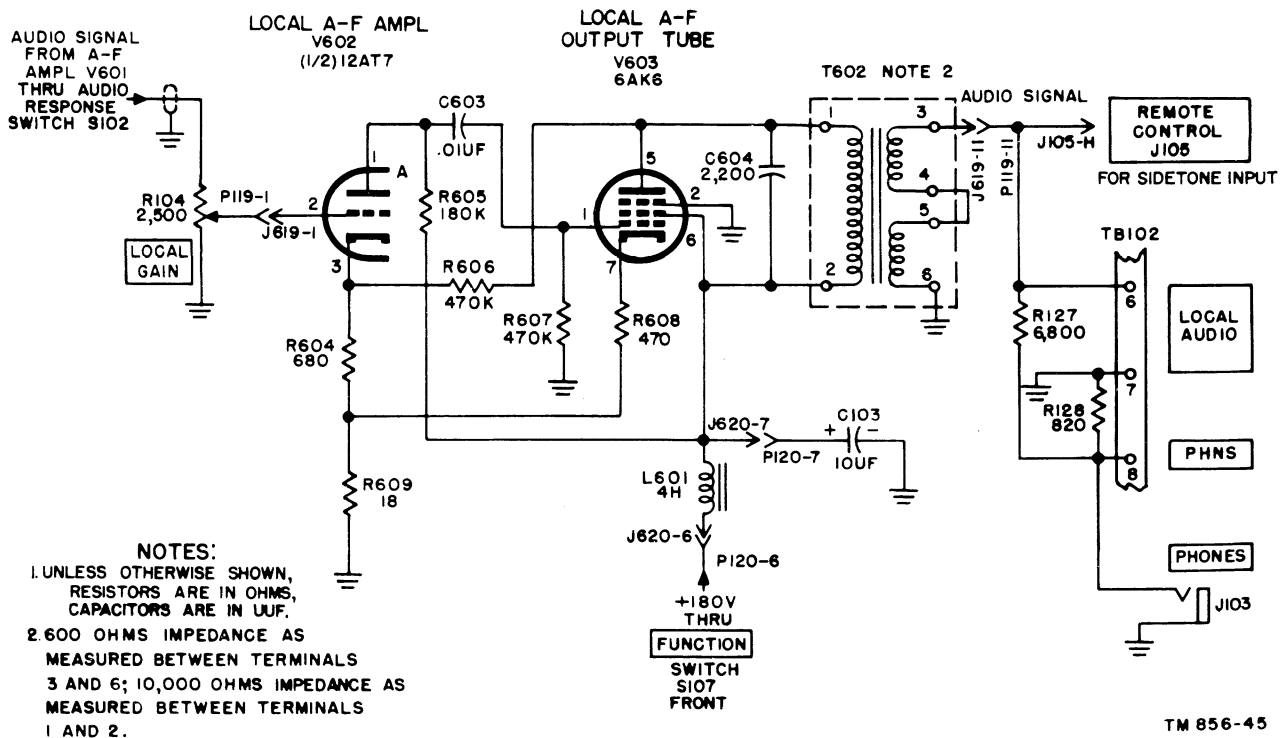 LOCAL A-F AMPL
V602
(1/2)12AT7
LOCAL A-F
OUTPUT TUBE
V603
6AK6
AUDIO SIGNAL
FROM A-F
AMPL V601
THRU AUDIO
RESPONSE
SWITCH S102
T602 NOTE 2
AUDIO SIGNAL
REMOTE
CONTROL
J105
FOR SIDETONE INPUT
J105-H
J619-11
P119-11
C603
.01UF
1
A
2
3
R104
2,500
P119-1
J619-1
LOCAL
GAIN
R605
180K
R606
470K
5
1
2
6
7
C604
2,200
1
2
3
4
5
6
R607
470K
R608
470
R604
680
R609
18
TB102
6
7
8
R127
6,800
R128
820
LOCAL
AUDIO
PHNS
PHONES
J103
J620-7
P120-7
C103
+ -
10UF
L601
4H
J620-6
P120-6
+180V
THRU
FUNCTION
SWITCH
S107
FRONT
NOTES:
1. UNLESS OTHERWISE SHOWN,
RESISTORS ARE IN OHMS,
CAPACITORS ARE IN UUF.
2. 600 OHMS IMPEDANCE AS
MEASURED BETWEEN TERMINALS
3 AND 6; 10,000 OHMS IMPEDANCE AS
MEASURED BETWEEN TERMINALS
1 AND 2.
TM 856-45